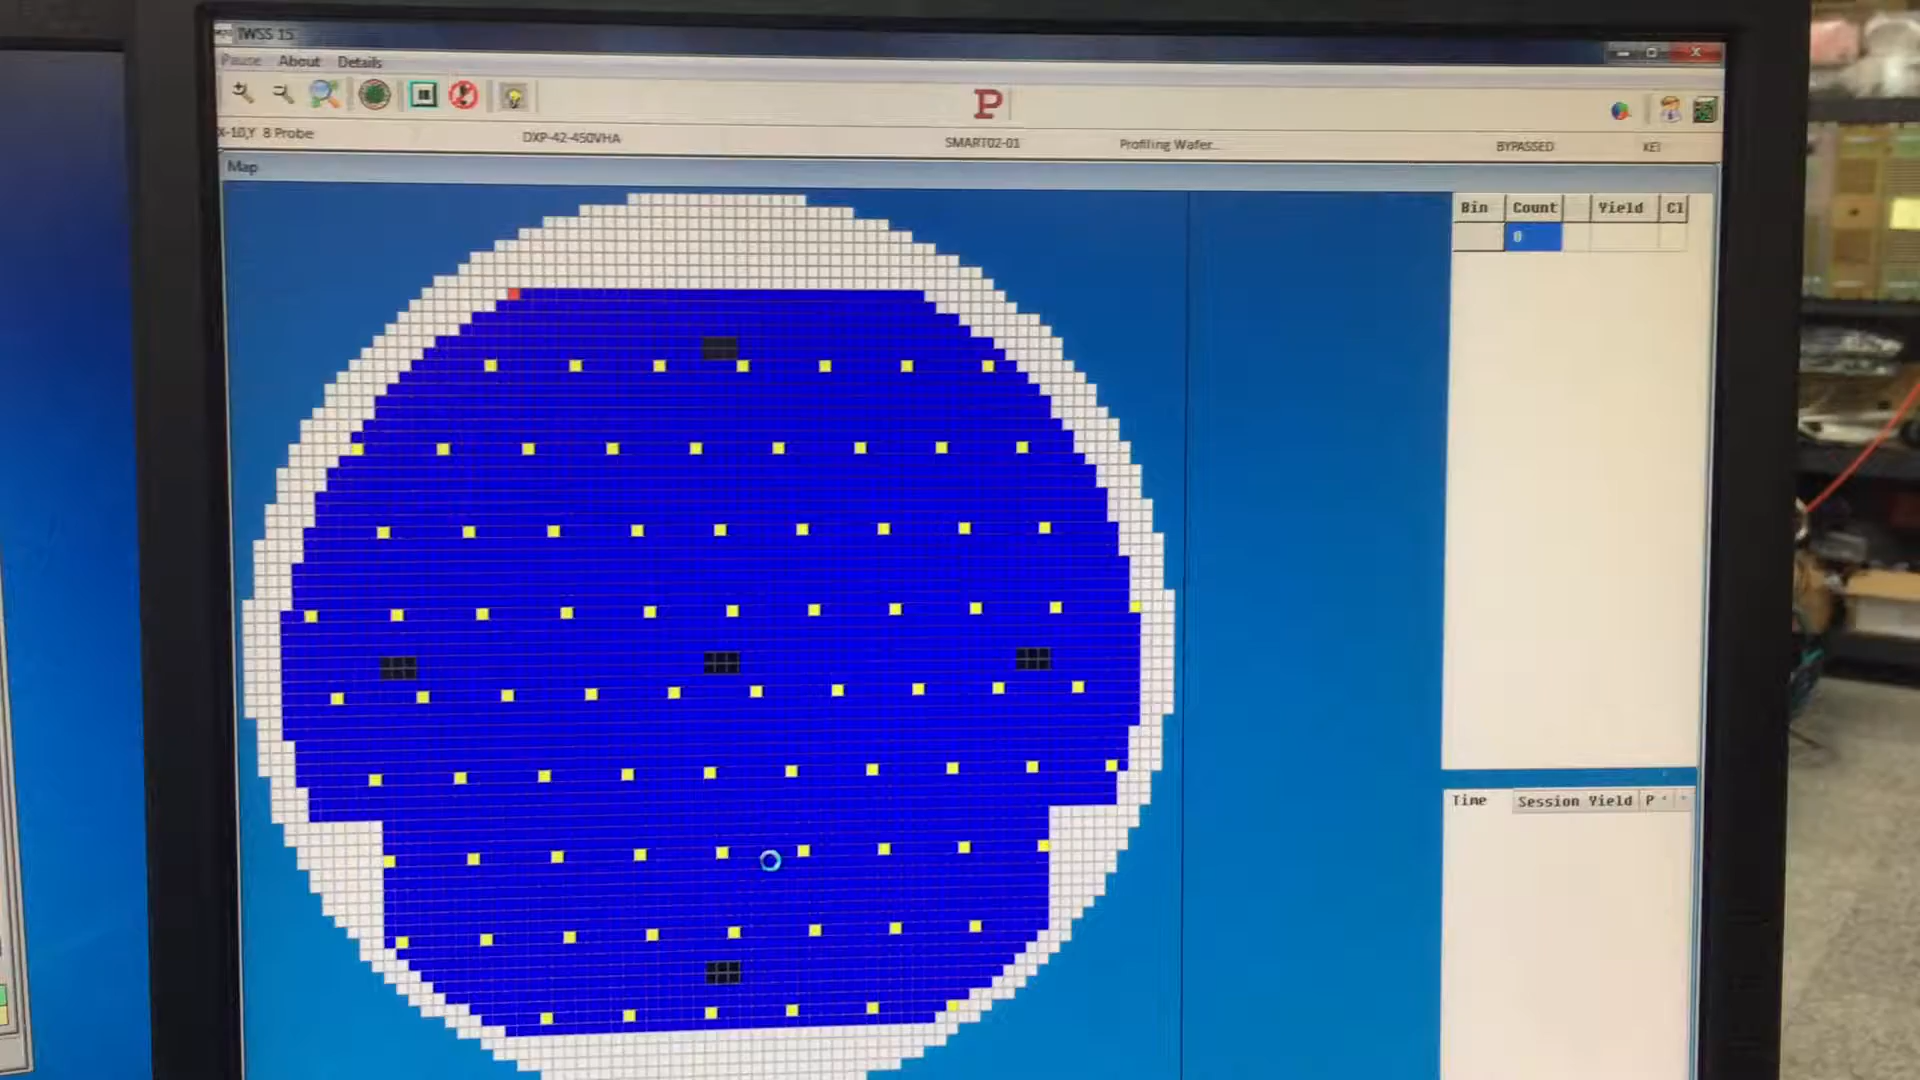 IWSS 15
Pause About Details
P
X-10,Y 8 Probe DXP-42-450VHA SMART02-01 Profiling Wafer... BYPASSED KEI
Map
Bin Count Yield Cl
0
Time Session Yield P